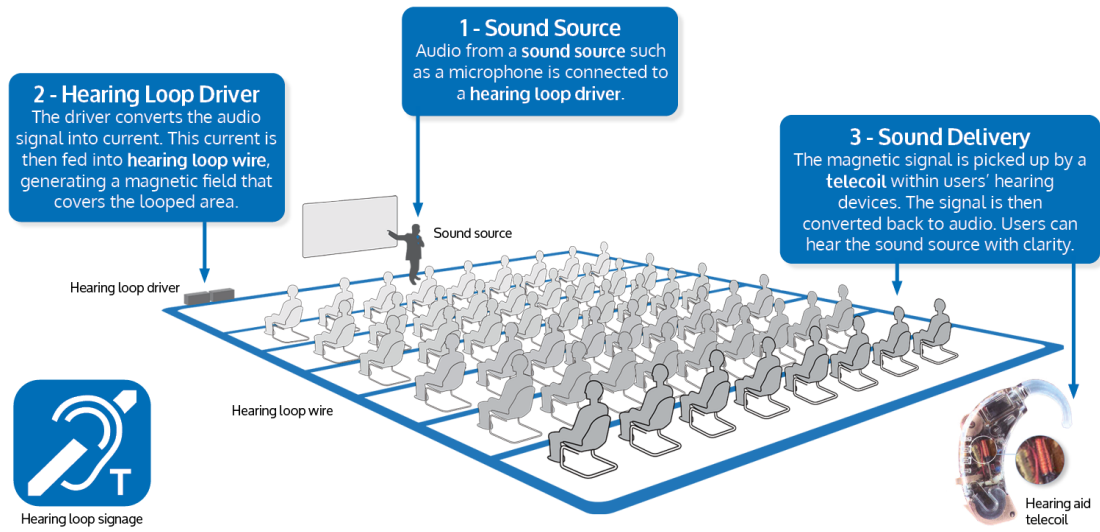 1 - Sound Source
Audio from a sound source such
as a microphone is connected to
a hearing loop driver.
2 - Hearing Loop Driver
The driver converts the audio
signal into current. This current is
then fed into hearing loop wire,
generating a magnetic field that
covers the looped area.
3 - Sound Delivery
The magnetic signal is picked up by a
telecoil within users’ hearing
devices. The signal is then
converted back to audio. Users can
hear the sound source with clarity.
Sound source
Hearing loop driver
Hearing loop wire
T
Hearing loop signage
Hearing aid
telecoil